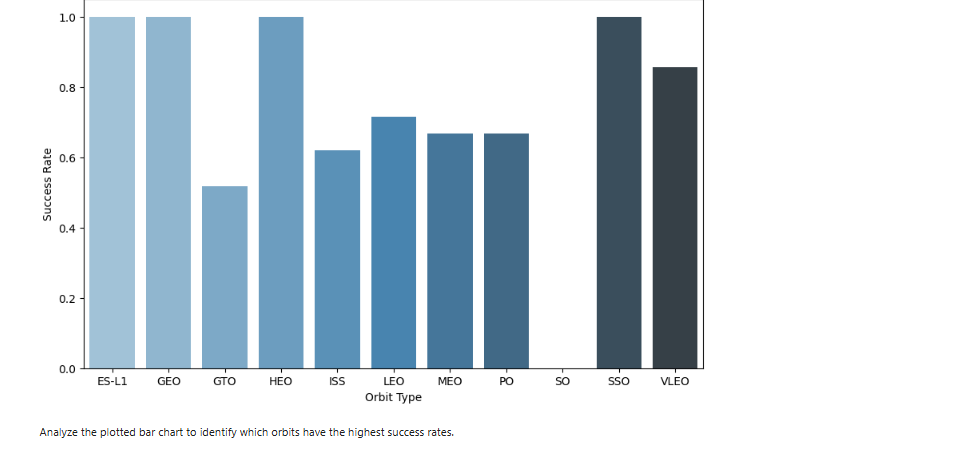 1.0
0.8
0.6
0.4
0.2
0.0
Success Rate
ES-L1 GEO GTO HEO ISS LEO MEO PO SO SSO VLEO
Orbit Type
Analyze the plotted bar chart to identify which orbits have the highest success rates.